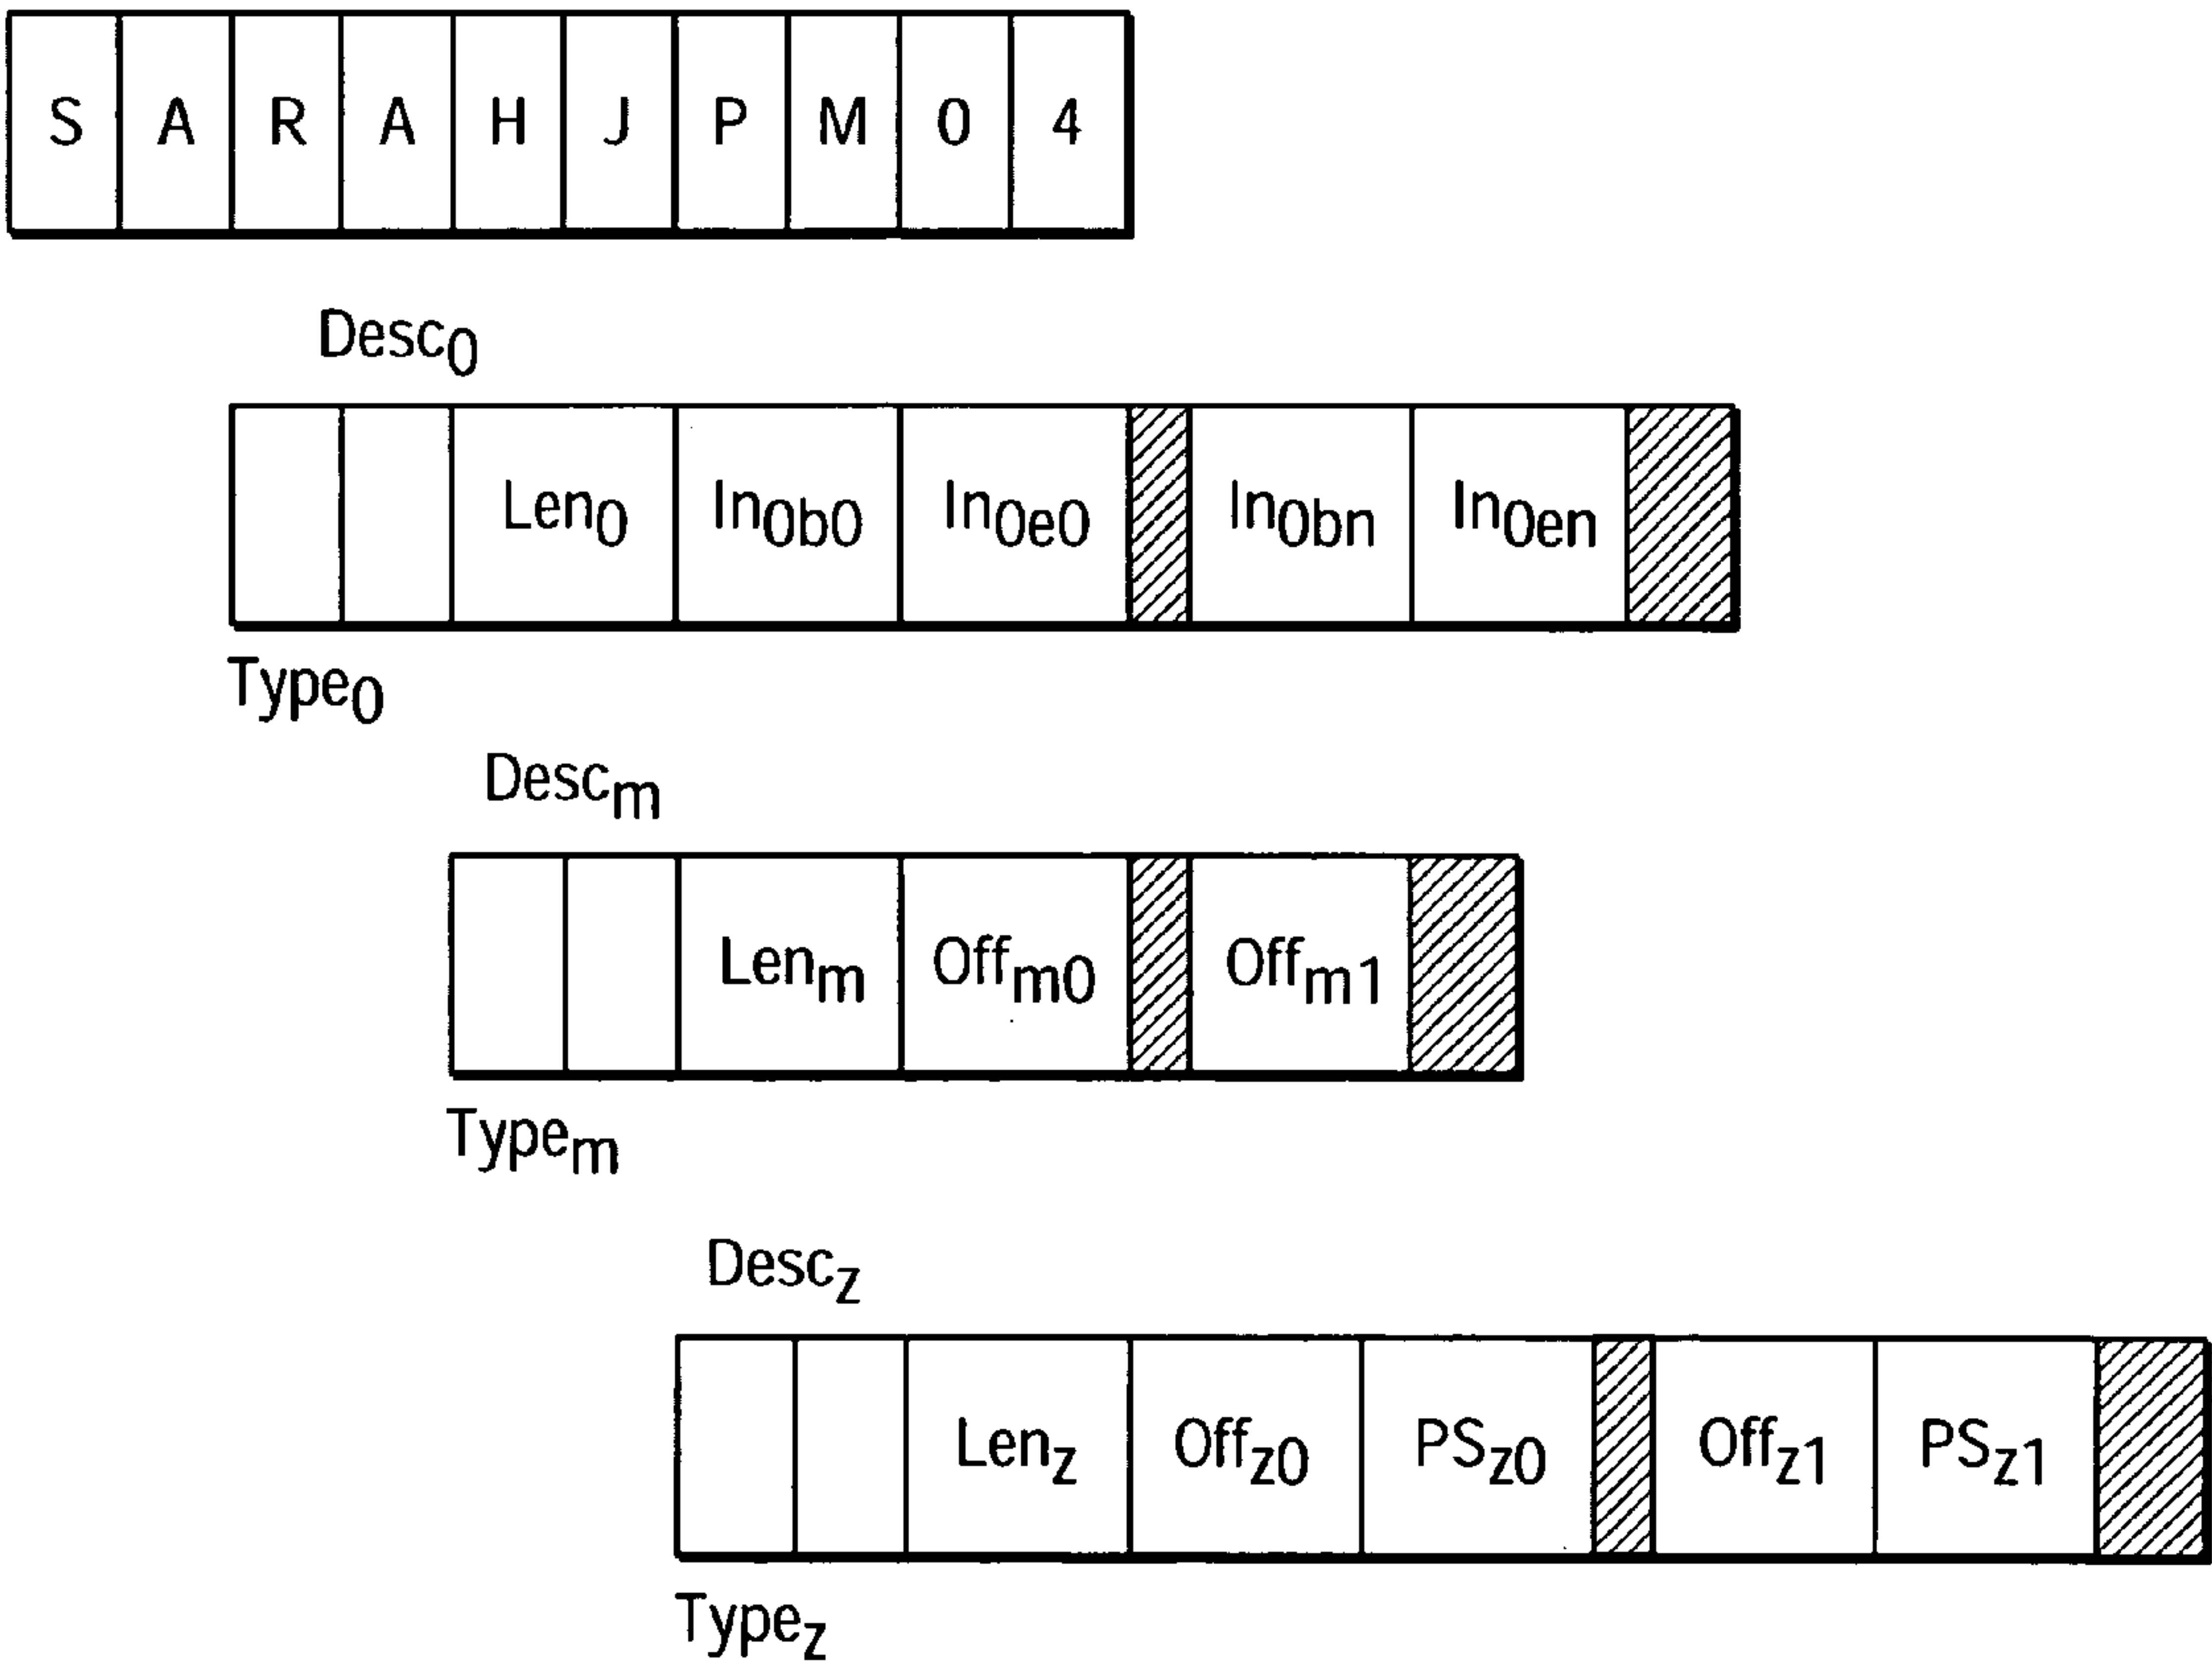 S A R A H J P M 0 4
Desc0
Len0 In0b0 In0e0 In0bn In0en
Type0
Descm
Lenm Offm0 Offm1
Typem
Descz
Lenz Offz0 PSz0 Offz1 PSz1
Typez